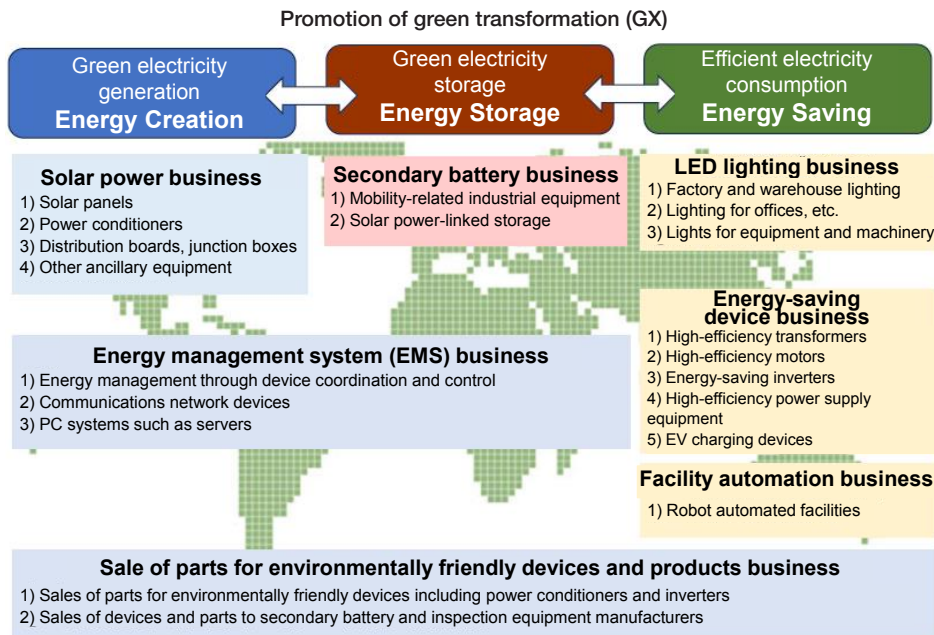 Promotion of green transformation (GX)
Green electricity
generation
Energy Creation
Green electricity
storage
Energy Storage
Efficient electricity
consumption
Energy Saving
Solar power business
1) Solar panels
2) Power conditioners
3) Distribution boards, junction boxes
4) Other ancillary equipment
Secondary battery business
1) Mobility-related industrial equipment
2) Solar power-linked storage
LED lighting business
1) Factory and warehouse lighting
2) Lighting for offices, etc.
3) Lights for equipment and machinery
Energy-saving
device business
1) High-efficiency transformers
2) High-efficiency motors
3) Energy-saving inverters
4) High-efficiency power supply
equipment
5) EV charging devices
Energy management system (EMS) business
1) Energy management through device coordination and control
2) Communications network devices
3) PC systems such as servers
Facility automation business
1) Robot automated facilities
Sale of parts for environmentally friendly devices and products business
1) Sales of parts for environmentally friendly devices including power conditioners and inverters
2) Sales of devices and parts to secondary battery and inspection equipment manufacturers